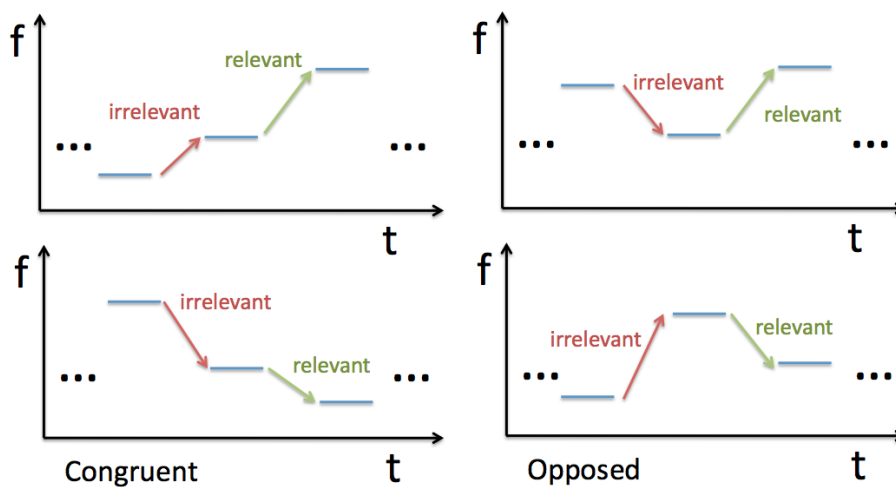 f
relevant
irrelevant
...
...
t
f
irrelevant
relevant
...
...
t
f
irrelevant
relevant
...
...
t
Congruent
f
relevant
irrelevant
...
...
t
Opposed